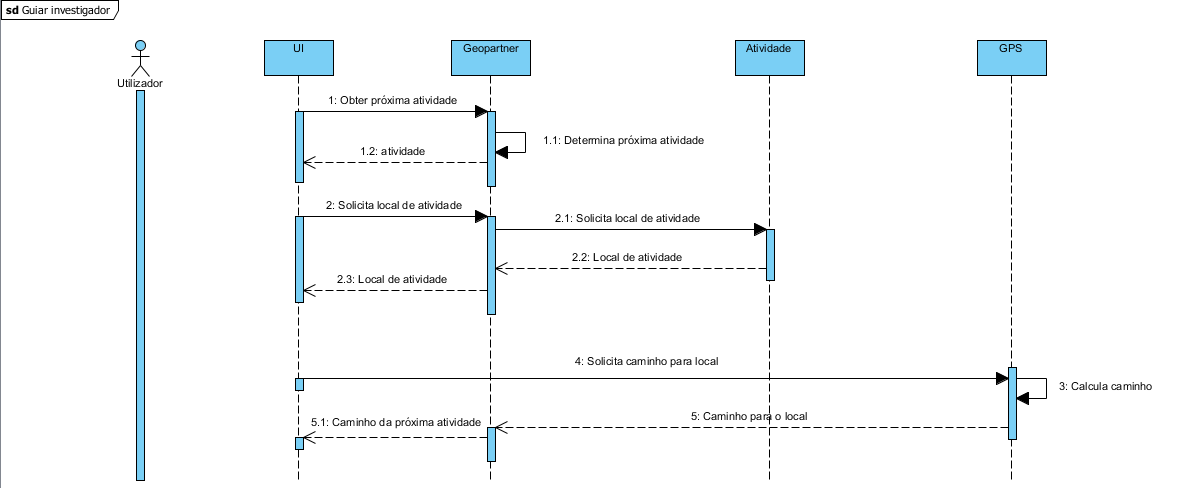 sd Guiar investigador
UI
Geopartner
Atividade
GPS
Utilizador
1: Obter próxima atividade
1.1: Determina próxima atividade
1.2: atividade
2: Solicita local de atividade
2.1: Solicita local de atividade
2.2: Local de atividade
2.3: Local de atividade
4: Solicita caminho para local
3: Calcula caminho
5: Caminho para o local
5.1: Caminho da próxima atividade